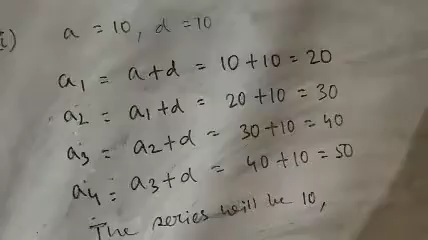 i) a = 10, d = 10
a₁ = a + d = 10 + 10 = 20
a₂ = a₁ + d = 20 + 10 = 30
a₃ = a₂ + d = 30 + 10 = 40
a₄ = a₃ + d = 40 + 10 = 50
The series will be 10,